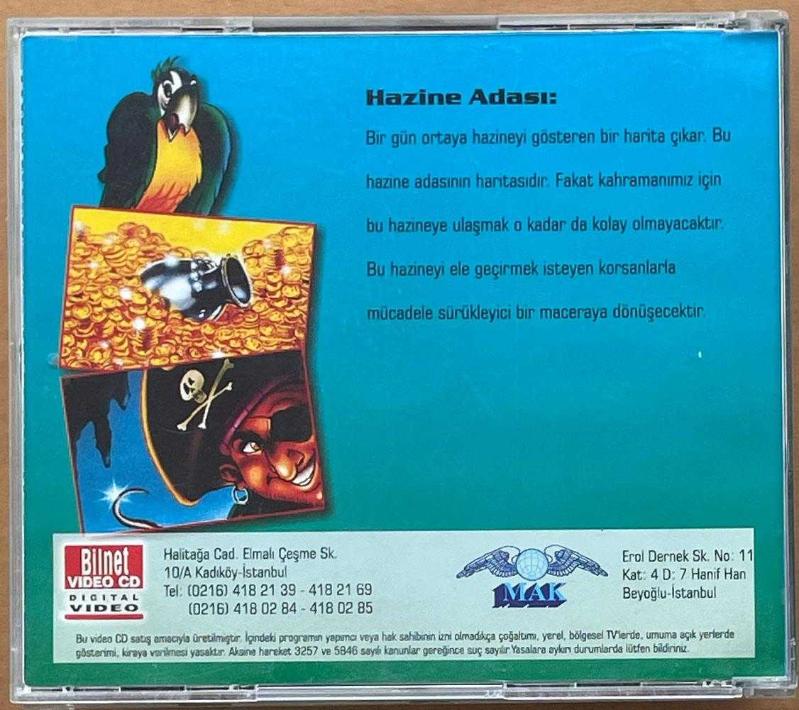 Hazine Adası:
Bir gün ortaya hazineyi gösteren bir harita çıkar. Bu
hazine adasının haritasıdır. Fakat kahramanımız için
bu hazineye ulaşmak o kadar da kolay olmayacaktır.
Bu hazineyi ele geçirmek isteyen korsanlarla
mücadele sürükleyici bir maceraya dönüşecektir.
Bilnet
VIDEO CD
DIGITAL
VIDEO
Halitağa Cad. Elmalı Çeşme Sk.
10/A Kadıköy-İstanbul
Tel: (0216) 418 21 39 - 418 21 69
(0216) 418 02 84 - 418 02 85
MAK
Erol Dernek Sk. No: 11
Kat: 4 D: 7 Hanif Han
Beyoğlu-İstanbul
Bu video CD satış amacıyla üretilmiştir. İçindeki programın yapımcı veya hak sahibinin izni olmadıkça çoğaltımı, yerel, bölgesel TV'lerde, umuma açık yerlerde
gösterimi, kiraya verilmesi yasaktır. Aksine hareket 3257 ve 5846 sayılı kanunlar gereğince suç sayılır. Yasalara aykırı durumlarda lütfen bildiriniz.